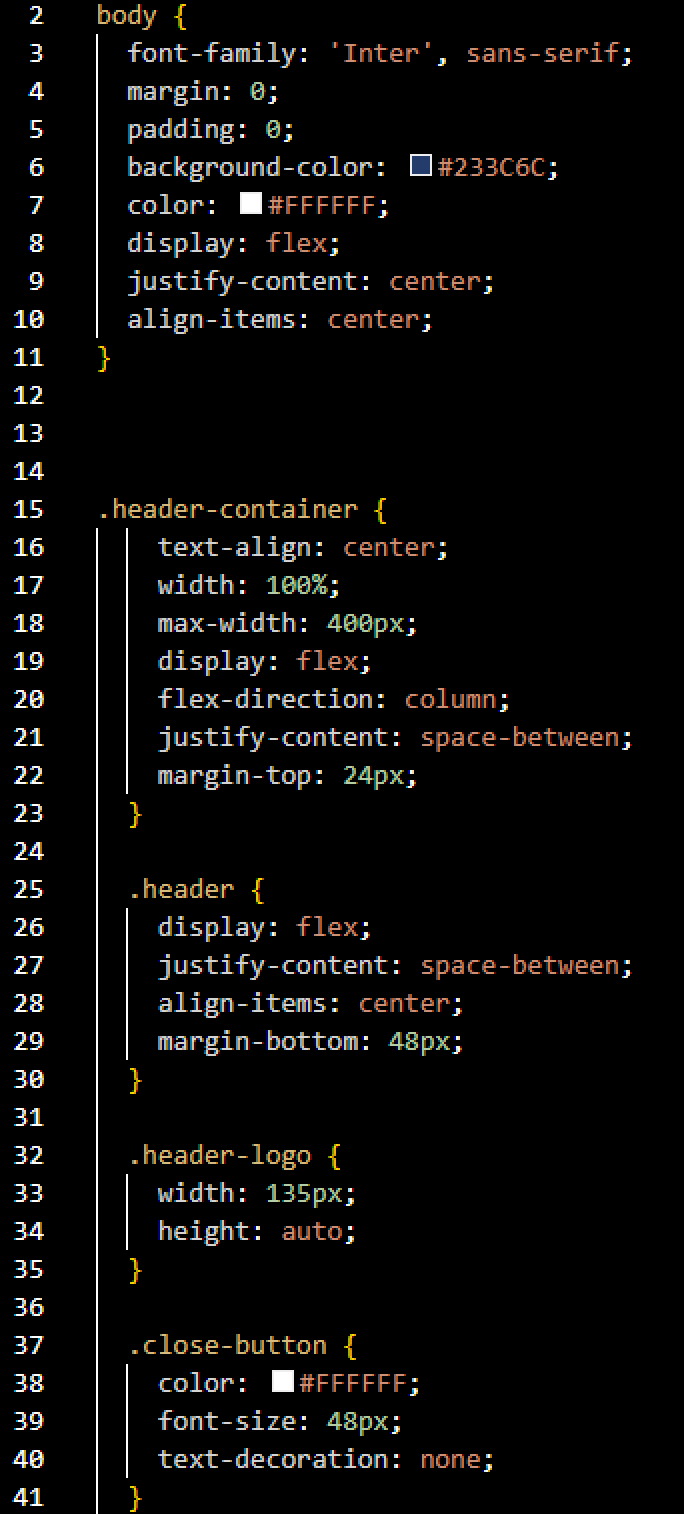 2 body {
3   font-family: 'Inter', sans-serif;
4   margin: 0;
5   padding: 0;
6   background-color: #233C6C;
7   color: #FFFFFF;
8   display: flex;
9   justify-content: center;
10   align-items: center;
11 }
12
13
14
15 .header-container {
16     text-align: center;
17     width: 100%;
18     max-width: 400px;
19     display: flex;
20     flex-direction: column;
21     justify-content: space-between;
22     margin-top: 24px;
23   }
24
25   .header {
26     display: flex;
27     justify-content: space-between;
28     align-items: center;
29     margin-bottom: 48px;
30   }
31
32   .header-logo {
33     width: 135px;
34     height: auto;
35   }
36
37   .close-button {
38     color: #FFFFFF;
39     font-size: 48px;
40     text-decoration: none;
41   }